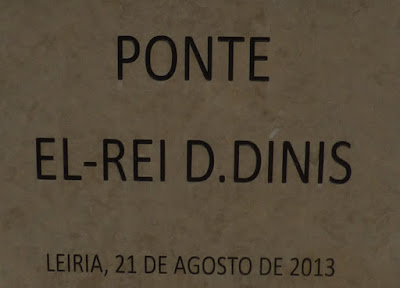 PONTE
EL-REI D.DINIS
LEIRIA, 21 DE AGOSTO DE 2013